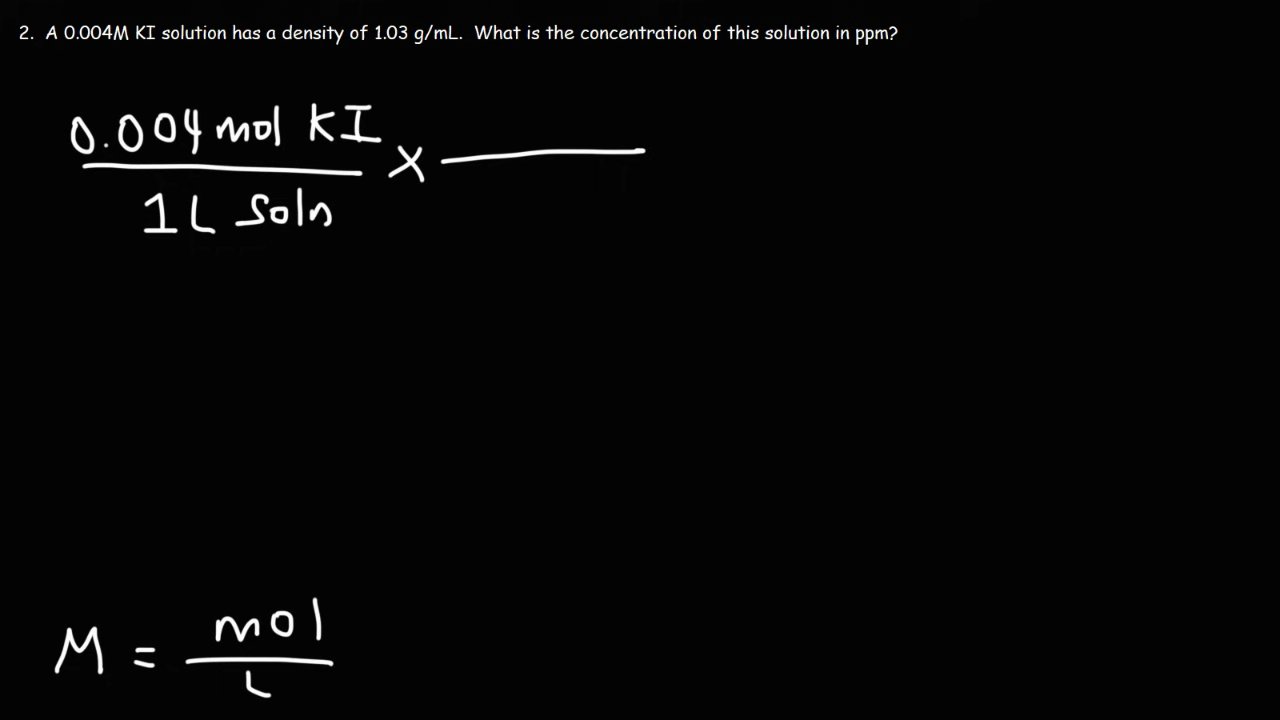 2. A 0.004M KI solution has a density of 1.03 g/mL. What is the concentration of this solution in ppm?
0.004 mol KI
×
1L soln
M = mol
L